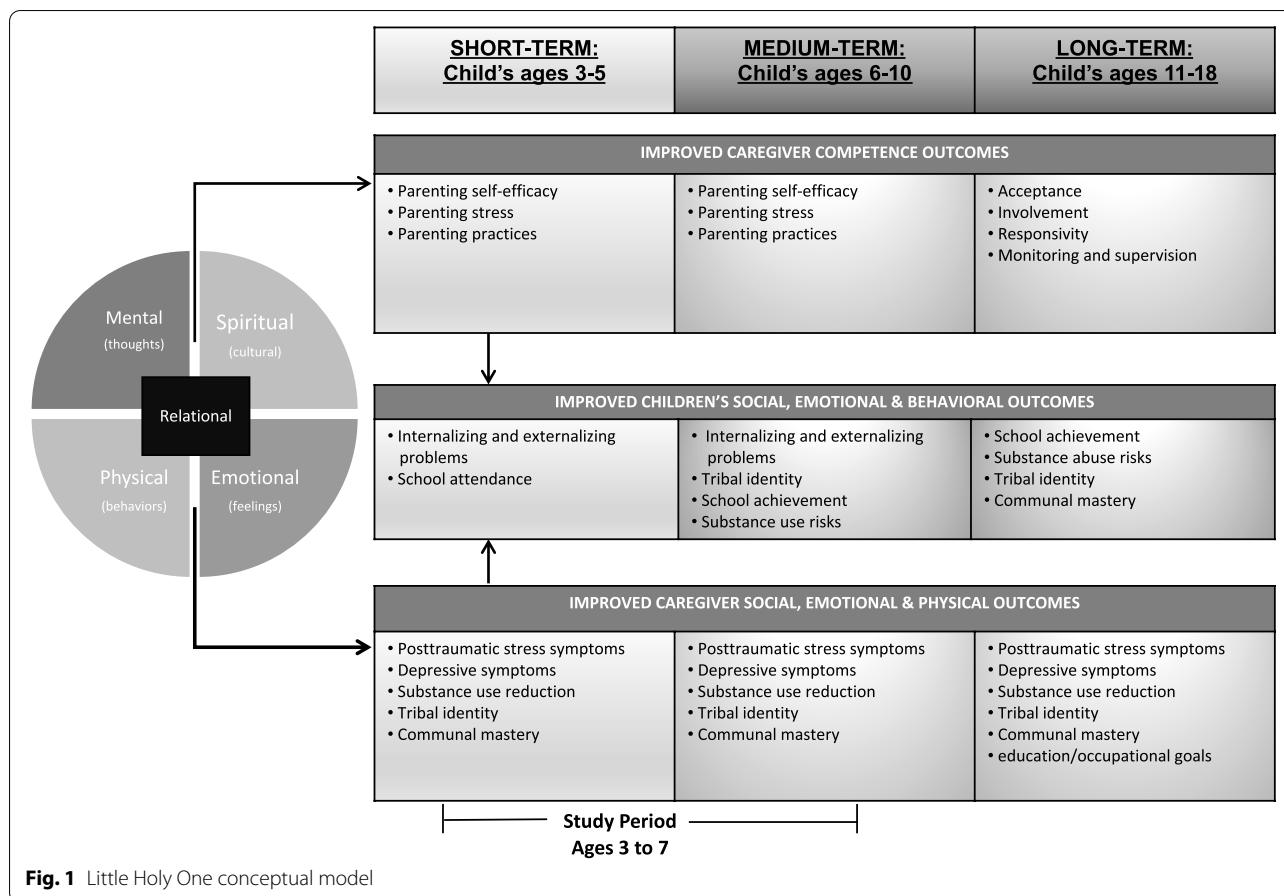 SHORT-TERM:
Child's ages 3-5
MEDIUM-TERM:
Child's ages 6-10
LONG-TERM:
Child's ages 11-18
IMPROVED CAREGIVER COMPETENCE OUTCOMES
• Parenting self-efficacy
• Parenting stress
• Parenting practices
• Parenting self-efficacy
• Parenting stress
• Parenting practices
• Acceptance
• Involvement
• Responsivity
• Monitoring and supervision
Mental
(thoughts)
Spiritual
(cultural)
Relational
Physical
(behaviors)
Emotional
(feelings)
IMPROVED CHILDREN'S SOCIAL, EMOTIONAL & BEHAVIORAL OUTCOMES
• Internalizing and externalizing
problems
• School attendance
• Internalizing and externalizing
problems
• Tribal identity
• School achievement
• Substance use risks
• School achievement
• Substance abuse risks
• Tribal identity
• Communal mastery
IMPROVED CAREGIVER SOCIAL, EMOTIONAL & PHYSICAL OUTCOMES
• Posttraumatic stress symptoms
• Depressive symptoms
• Substance use reduction
• Tribal identity
• Communal mastery
• Posttraumatic stress symptoms
• Depressive symptoms
• Substance use reduction
• Tribal identity
• Communal mastery
• Posttraumatic stress symptoms
• Depressive symptoms
• Substance use reduction
• Tribal identity
• Communal mastery
• education/occupational goals
Study Period
Ages 3 to 7
Fig. 1 Little Holy One conceptual model